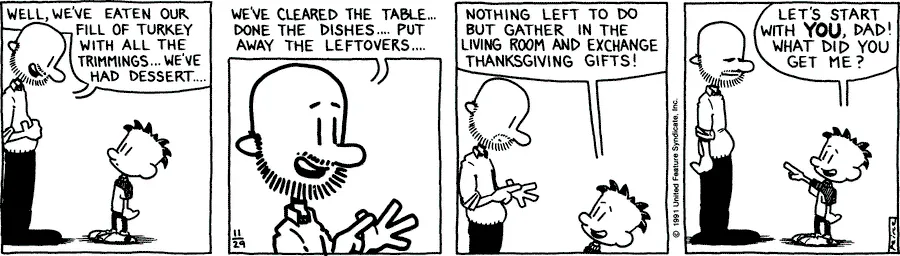 WELL, WE'VE EATEN OUR
FILL OF TURKEY
WITH ALL THE
TRIMMINGS... WE'VE
HAD DESSERT....
WE'VE CLEARED THE TABLE...
DONE THE DISHES.... PUT
AWAY THE LEFTOVERS....
11
29
NOTHING LEFT TO DO
BUT GATHER IN THE
LIVING ROOM AND EXCHANGE
THANKSGIVING GIFTS!
© 1991 United Feature Syndicate, Inc.
LET'S START
WITH YOU, DAD!
WHAT DID YOU
GET ME?